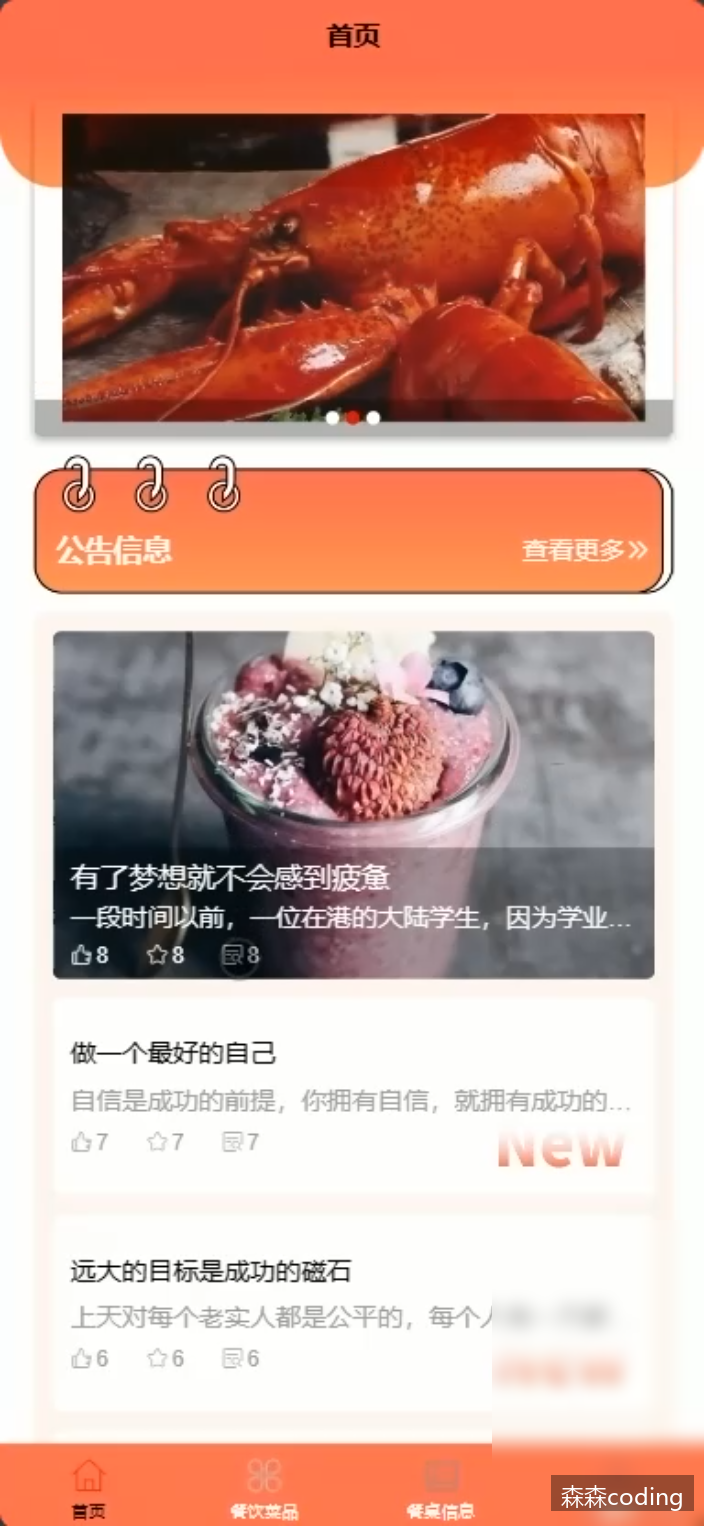 首页
公告信息
查看更多»
有了梦想就不会感到疲惫
一段时间以前，一位在港的大陆学生，因为学业...
8 8 8
做一个最好的自己
自信是成功的前提，你拥有自信，就拥有成功的...
7 7 7
New
远大的目标是成功的磁石
上天对每个老实人都是公平的，每个人
6 6 6
首页
餐饮菜品
餐桌信息
森森coding